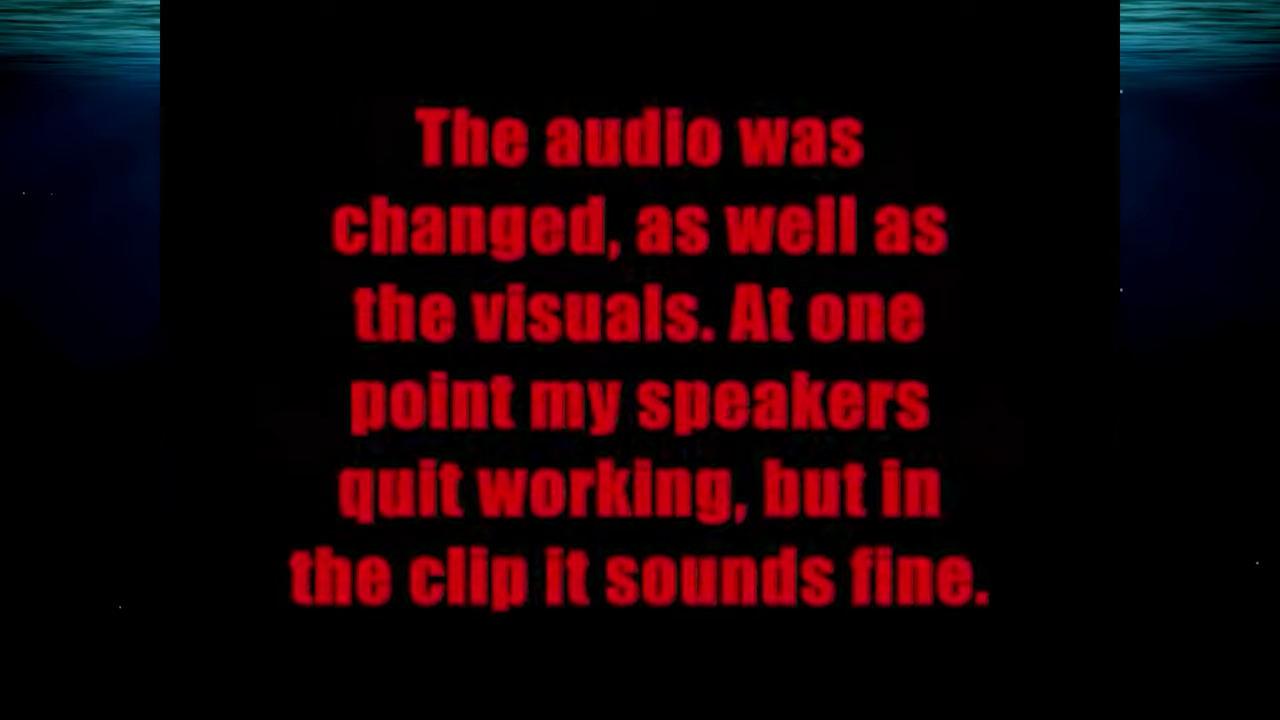 The audio was
changed, as well as
the visuals. At one
point my speakers
quit working, but in
the clip it sounds fine.